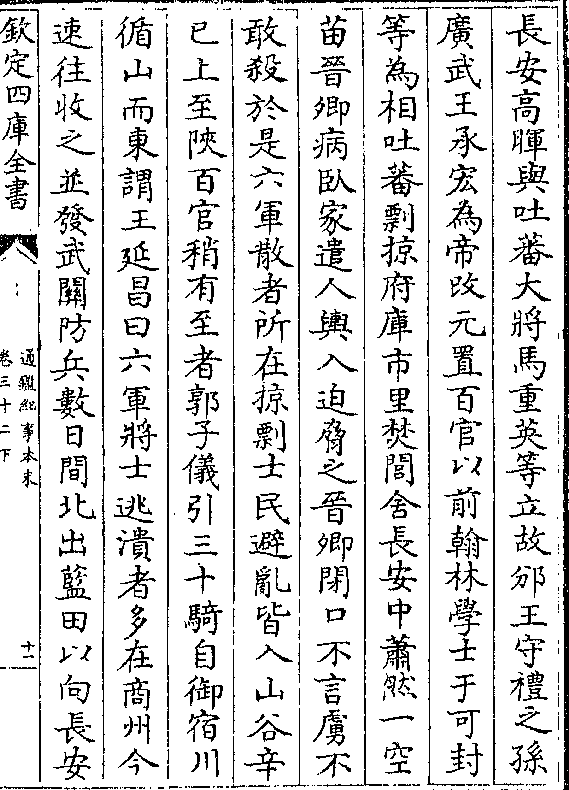 長安高暉與吐蕃大將馬重英等立故邠王守禮之孫
廣武王承宏為帝改元置百官以前翰林學士于可封
等為相吐蕃剽掠府庫市里焚閭舍長安中蕭然一空
苗晉卿病臥家遣人輿入迫脅之晉卿閉口不言虜不
敢殺於是六軍散者所在掠剽士民避亂皆入山谷辛
巳上至陜百官稍有至者郭子儀引三十騎自御宿川
循山而東謂王延昌曰六軍將士逃潰者多在商州今
速往收之並發武關防兵數日間北出藍田以向長安
欽定四庫全書
通鑑紀事本末
卷三十二下
十一